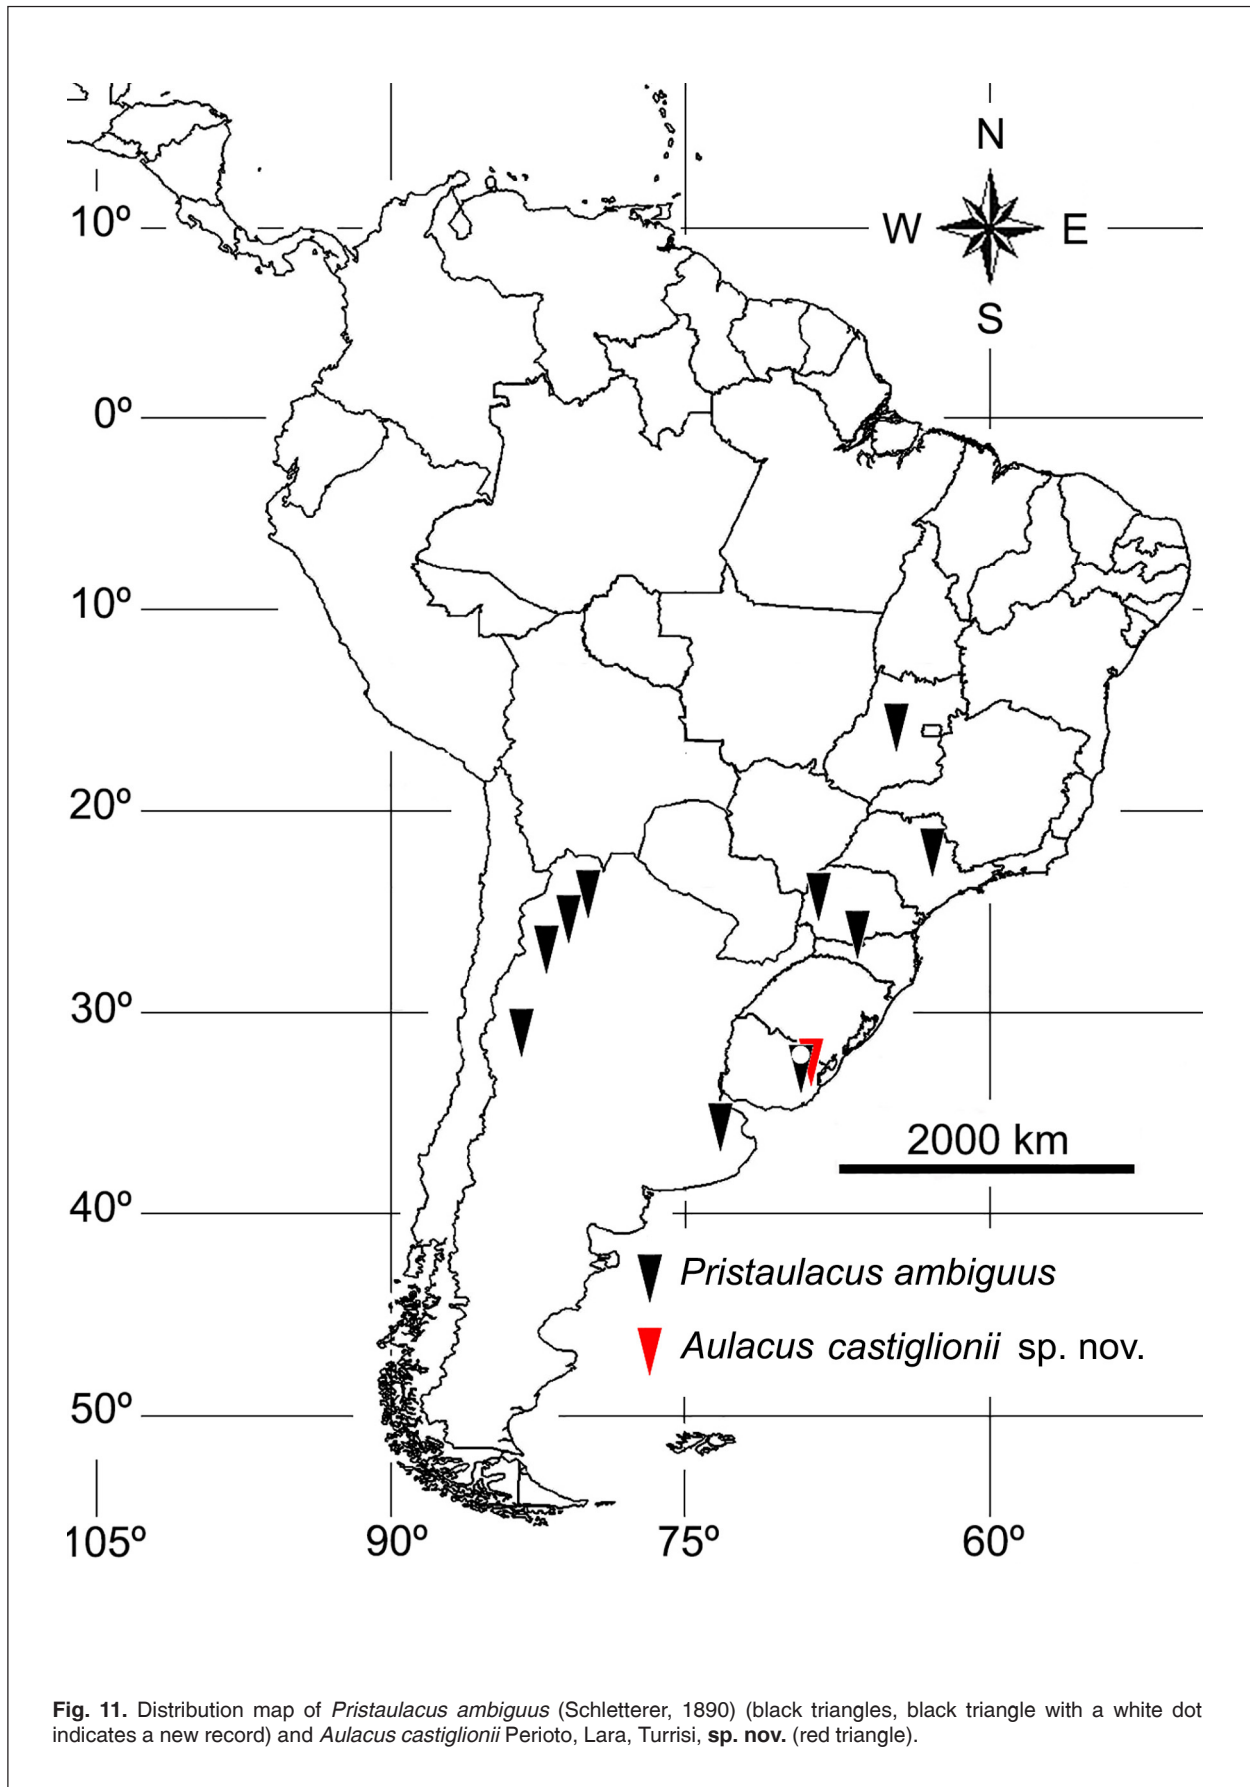 N
10º
W
E
S
0º
10º
20º
30º
2000 km
40º
Pristaulacus ambiguus
Aulacus castiglionii sp. nov.
50º
105º
90º
75º
60º
Fig. 11. Distribution map of Pristaulacus ambiguus (Schletterer, 1890) (black triangles, black triangle with a white dot
indicates a new record) and Aulacus castiglionii Perioto, Lara, Turrisi, sp. nov. (red triangle).